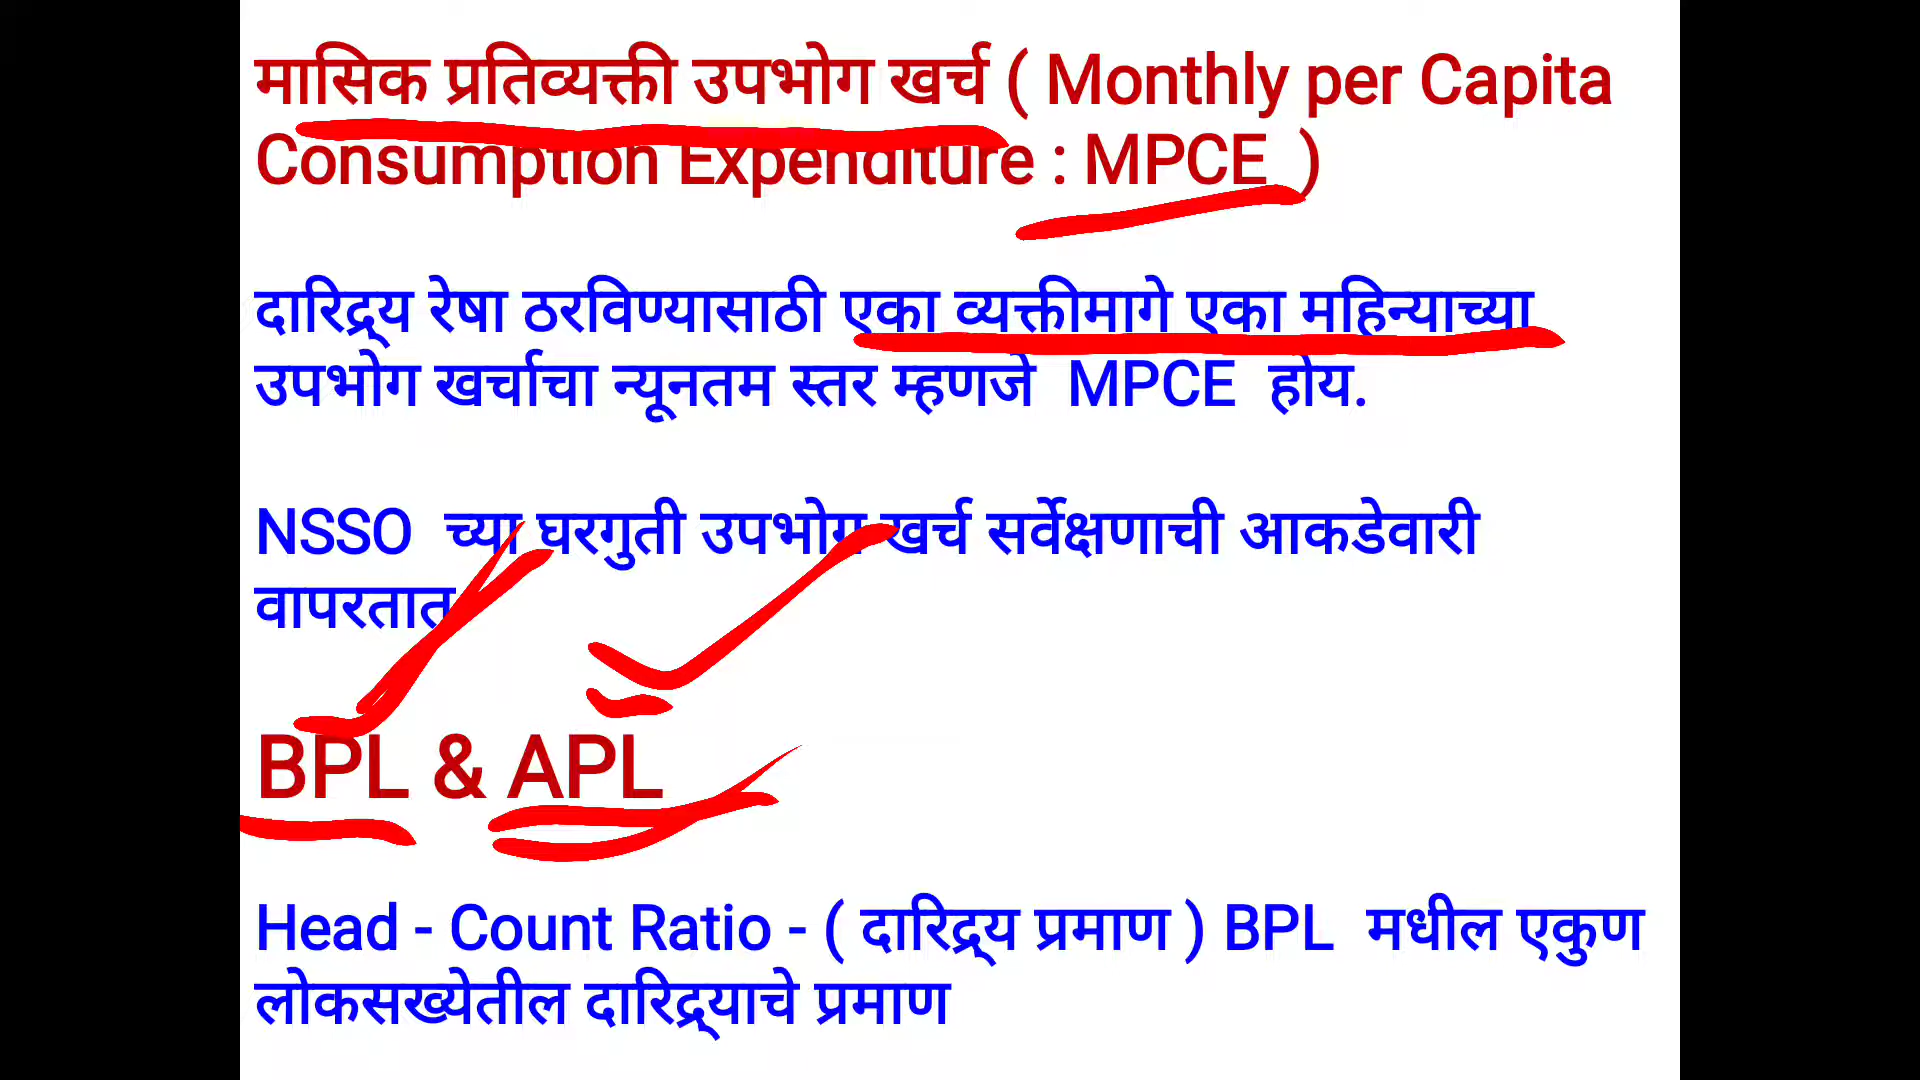 मासिक प्रतिव्यक्ती उपभोग खर्च ( Monthly per Capita
Consumption Expenditure : MPCE )
दारिद्र्य रेषा ठरविण्यासाठी एका व्यक्तीमागे एका महिन्याच्या
उपभोग खर्चाचा न्यूनतम स्तर म्हणजे MPCE होय.
NSSO च्या घरगुती उपभोग खर्च सर्वेक्षणाची आकडेवारी
वापरतात
BPL & APL
Head - Count Ratio - ( दारिद्र्य प्रमाण ) BPL मधील एकुण
लोकसख्येतील दारिद्र्याचे प्रमाण